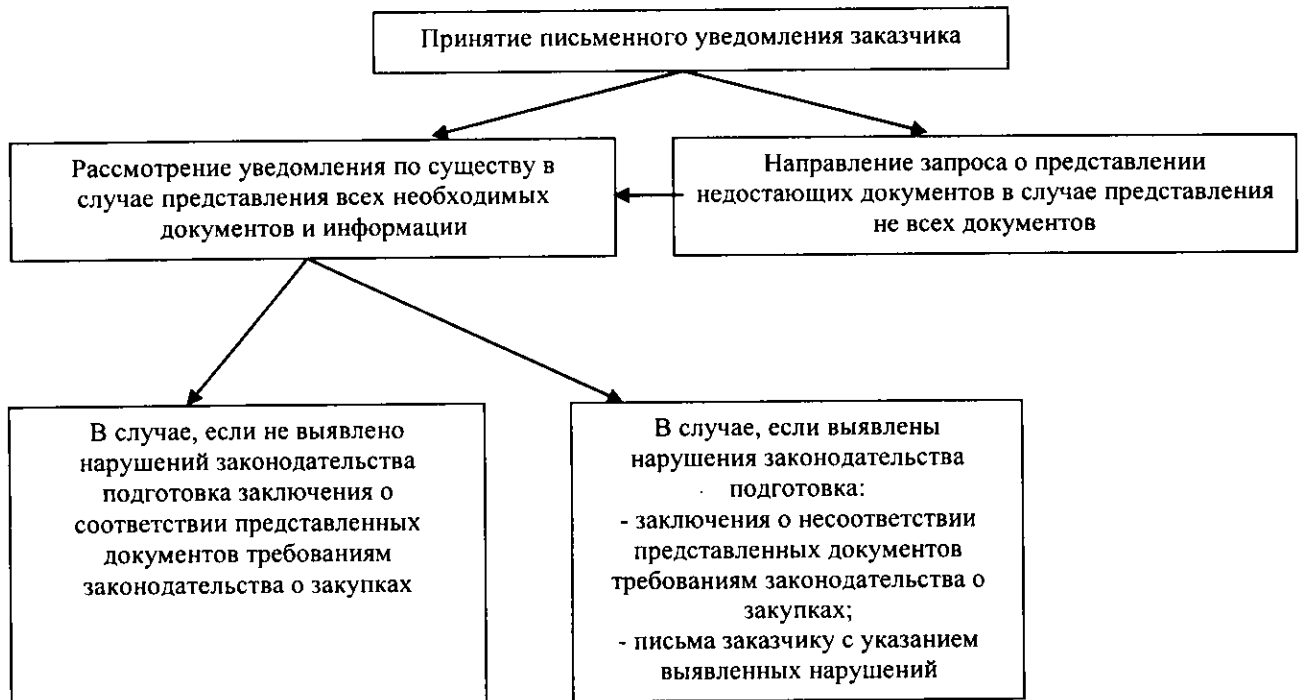 Принятие письменного уведомления заказчика
Рассмотрение уведомления по существу в
случае представления всех необходимых
документов и информации
Направление запроса о представлении
недостающих документов в случае представления
не всех документов
В случае, если не выявлено
нарушений законодательства
подготовка заключения о
соответствии представленных
документов требованиям
законодательства о закупках
В случае, если выявлены
нарушения законодательства
подготовка:
- заключения о несоответствии
представленных документов
требованиям законодательства о
закупках;
- письма заказчику с указанием
выявленных нарушений